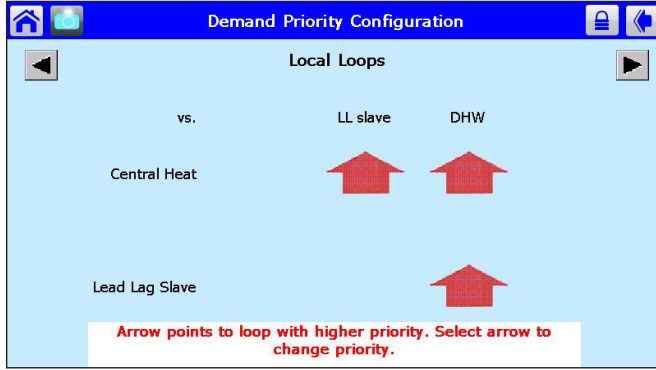 Demand Priority Configuration
Local Loops
vs. LL slave DHW
Central Heat
Lead Lag Slave
Arrow points to loop with higher priority. Select arrow to
change priority.